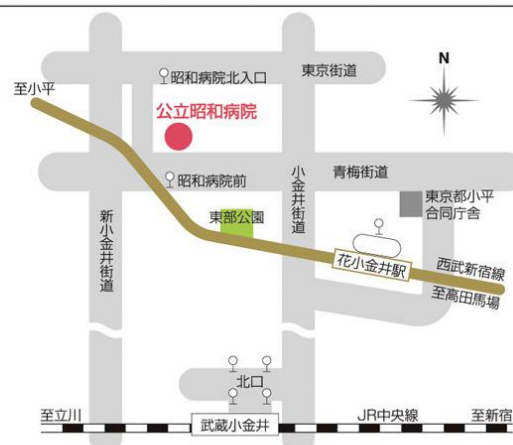 昭和病院北入口
東京街道
N
至小平
公立昭和病院
青梅街道
昭和病院前
小金井街道
新小金井街道
東部公園
東京都小平
合同庁舎
花小金井駅
西武新宿線
至高田馬場
北口
至立川
武蔵小金井
JR中央線
至新宿